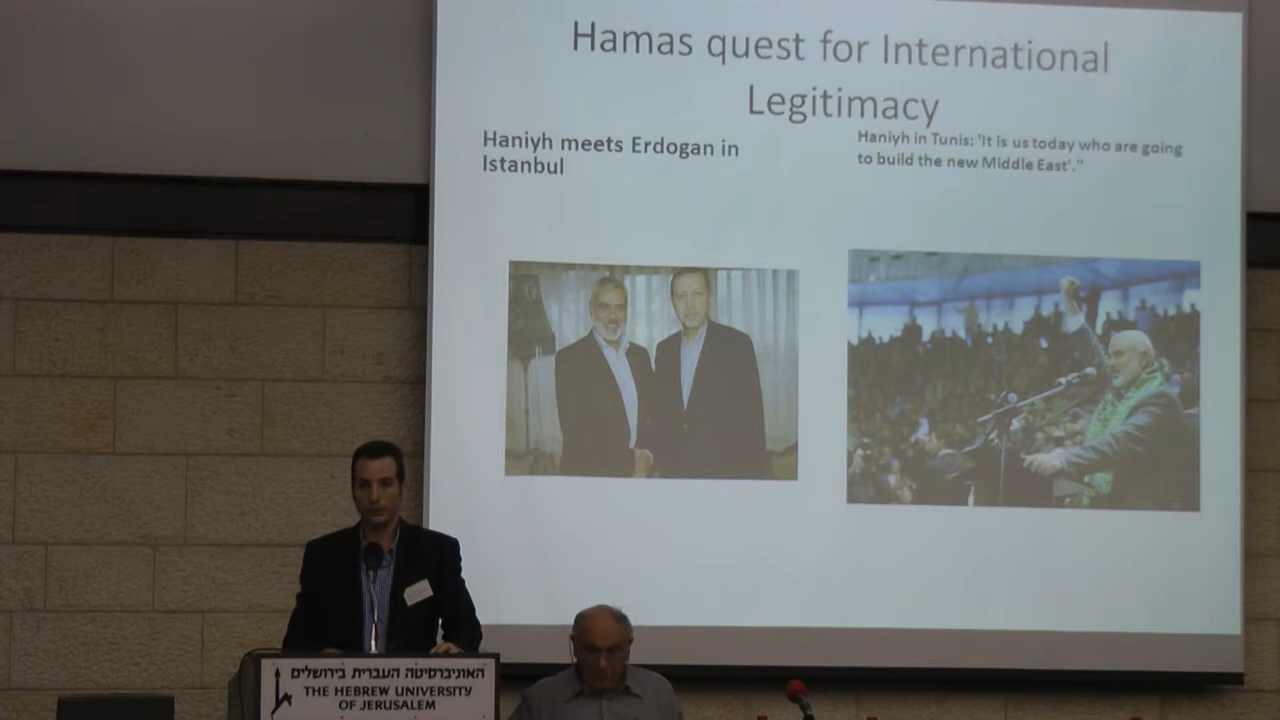 Hamas quest for International
Legitimacy
Haniyh meets Erdogan in
Istanbul
Haniyh in Tunis: 'It is us today who are going
to build the new Middle East'."
האוניברסיטה העברית בירושלים
THE HEBREW UNIVERSITY
OF JERUSALEM